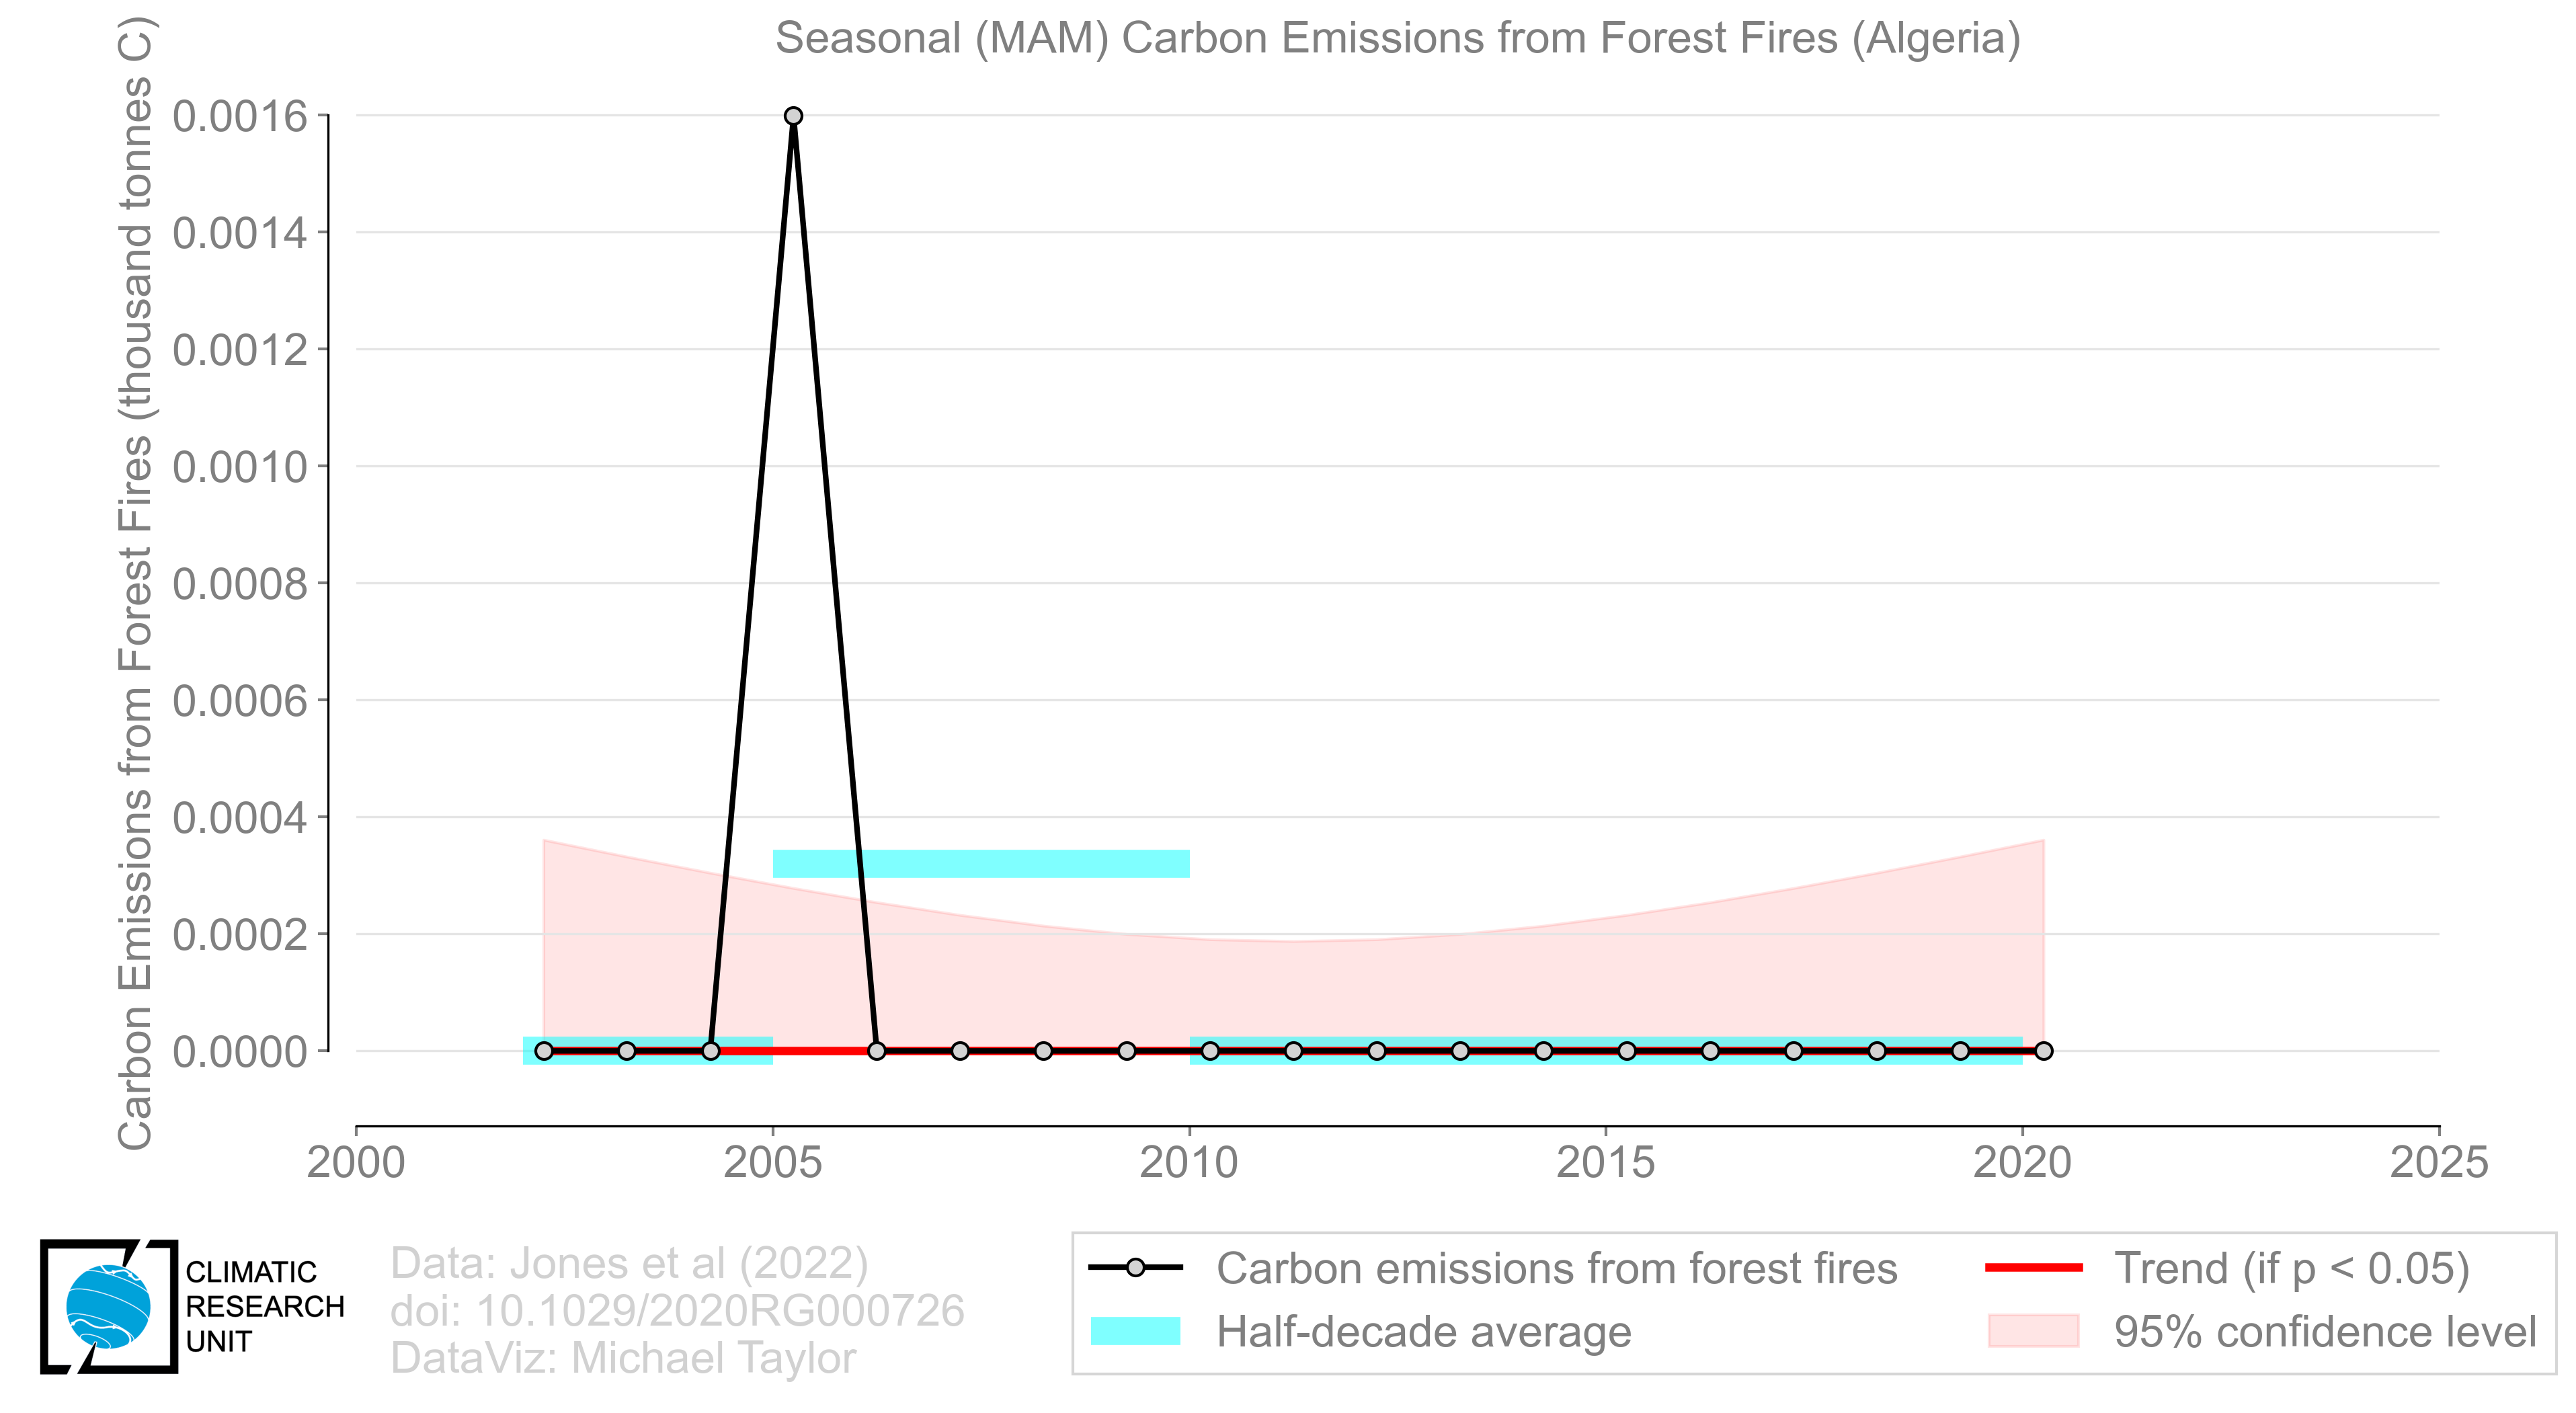 Seasonal (MAM) Carbon Emissions from Forest Fires (Algeria)
Carbon Emissions from Forest Fires (thousand tonnes C)
0.0016
0.0014
0.0012
0.0010
0.0008
0.0006
0.0004
0.0002
0.0000
2000 2005 2010 2015 2020 2025
CLIMATIC
RESEARCH
UNIT
Data: Jones et al (2022)
doi: 10.1029/2020RG000726
DataViz: Michael Taylor
Carbon emissions from forest fires
Half-decade average
Trend (if p < 0.05)
95% confidence level